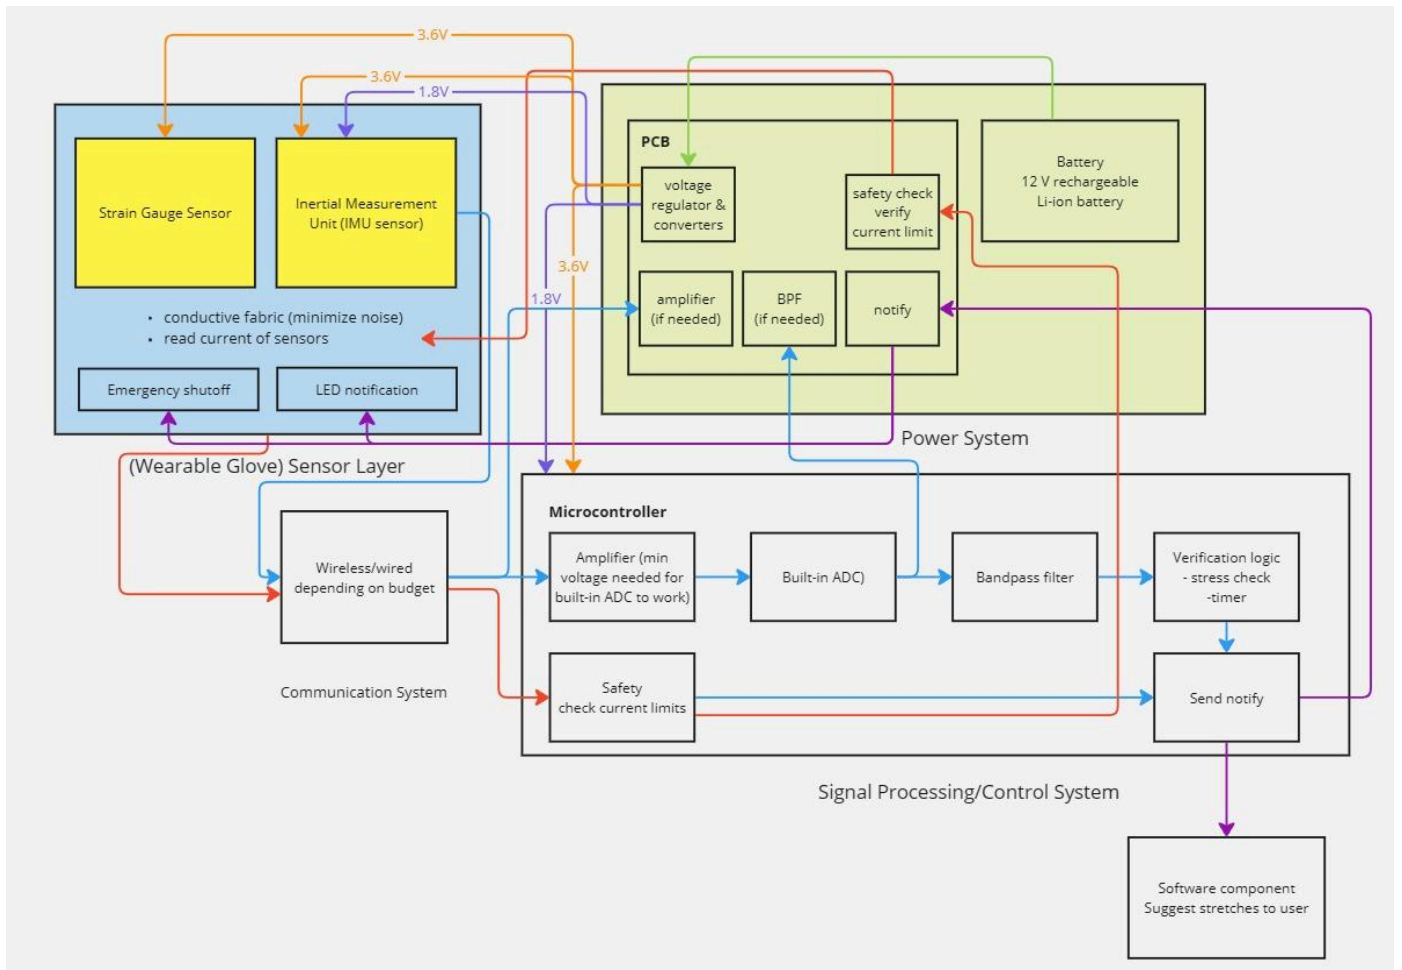 3.6V
3.6V
1.8V
PCB
voltage
regulator &
converters
safety check
verify
current limit
Battery
12 V rechargeable
Li-ion battery
Strain Gauge Sensor
Inertial Measurement
Unit (IMU sensor)
3.6V
1.8V
amplifier
(if needed)
BPF
(if needed)
notify
• conductive fabric (minimize noise)
• read current of sensors
Emergency shutoff
LED notification
Power System
(Wearable Glove) Sensor Layer
Microcontroller
Wireless/wired
depending on budget
Amplifier (min
voltage needed for
built-in ADC to work)
Built-in ADC)
Bandpass filter
Verification logic
- stress check
-timer
Communication System
Safety
check current limits
Send notify
Signal Processing/Control System
Software component
Suggest stretches to user